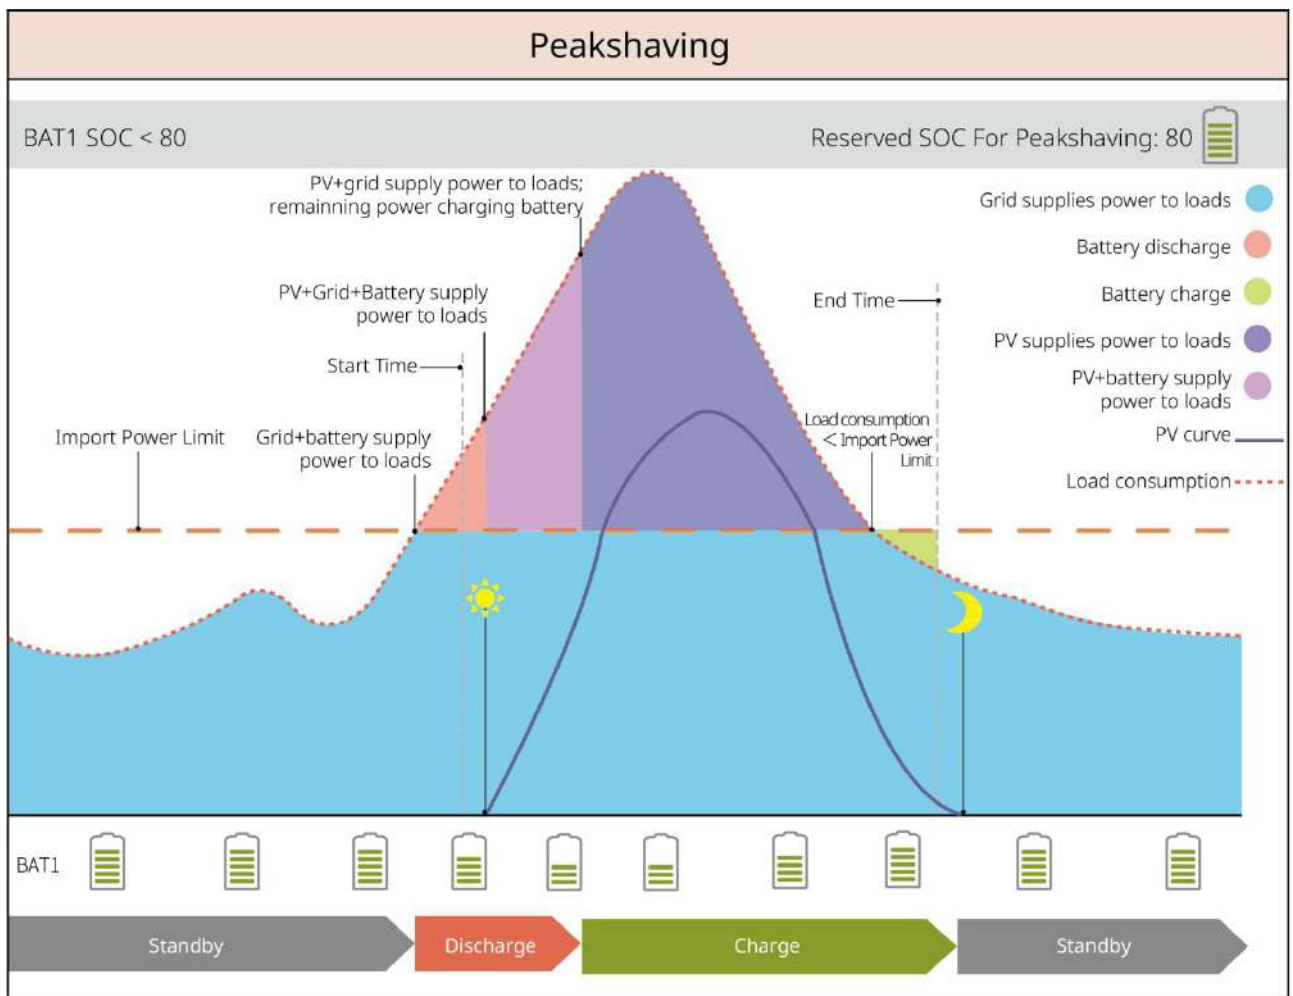 Peakshaving
BAT1 SOC < 80
Reserved SOC For Peakshaving: 80
PV+grid supply power to loads;
remainning power charging battery
Grid supplies power to loads
Battery discharge
PV+Grid+Battery supply
power to loads
Battery charge
End Time
PV supplies power to loads
Start Time
PV+battery supply
power to loads
Import Power Limit
Grid+battery supply
power to loads
Load consumption
< Import Power
Limit
PV curve
Load consumption
BAT1
Standby
Discharge
Charge
Standby